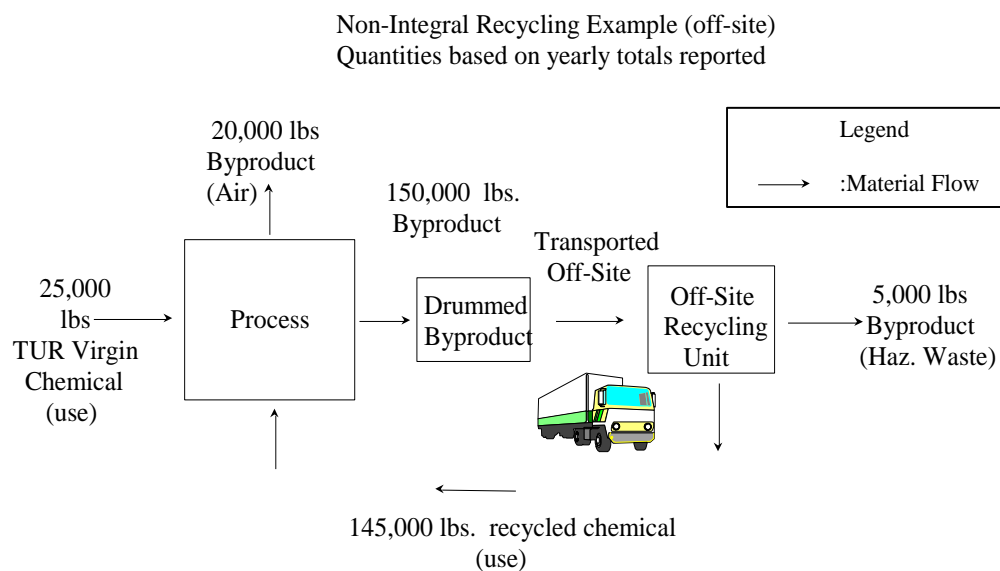 Non-Integral Recycling Example (off-site)
Quantities based on yearly totals reported
20,000 lbs
Byproduct
(Air)
150,000 lbs.
Byproduct
Legend
:Material Flow
25,000
lbs
TUR Virgin
Chemical
(use)
Process
Drummed
Byproduct
Transported
Off-Site
Off-Site
Recycling
Unit
5,000 lbs
Byproduct
(Haz. Waste)
145,000 lbs. recycled chemical
(use)